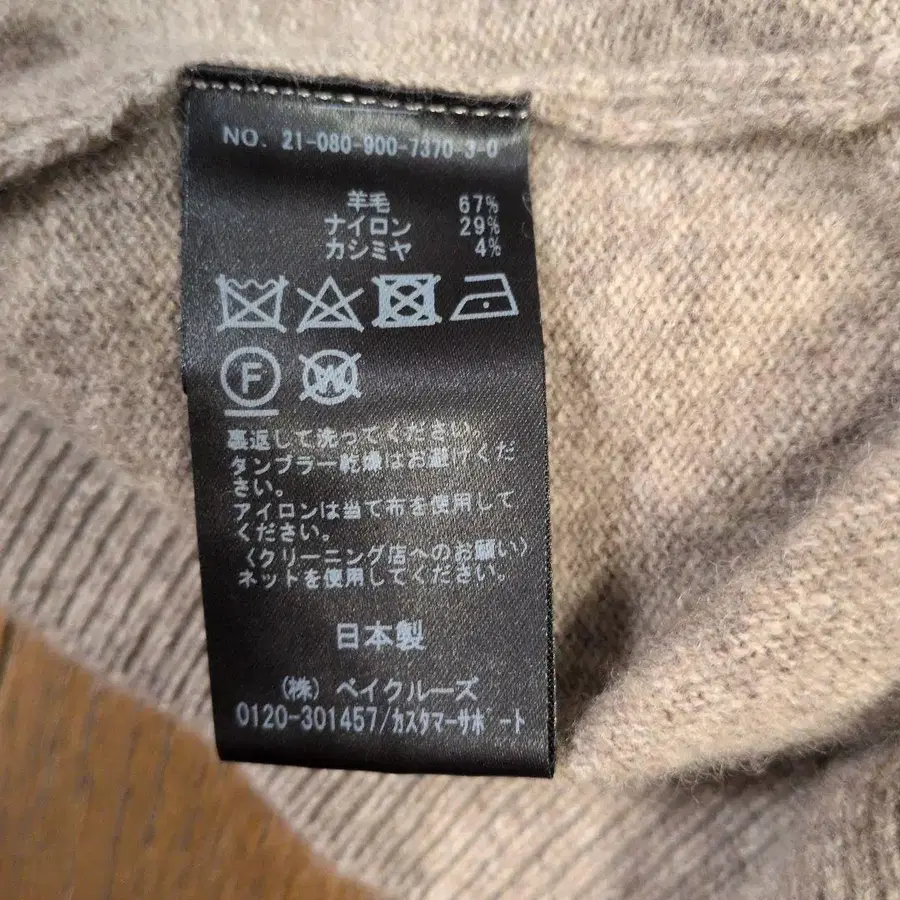 NO. 21-080-900-7370-3-0
羊毛 67%
ナイロン 29%
カシミヤ 4%
F
W
裏返して洗ってください。
タンブラー乾燥はお避けくだ
さい。
アイロンは当て布を使用して
ください。
〈クリーニング店へのお願い〉
ネットを使用してください。
日本製
(株) ベイクルーズ
0120-301457/カスタマーサポート